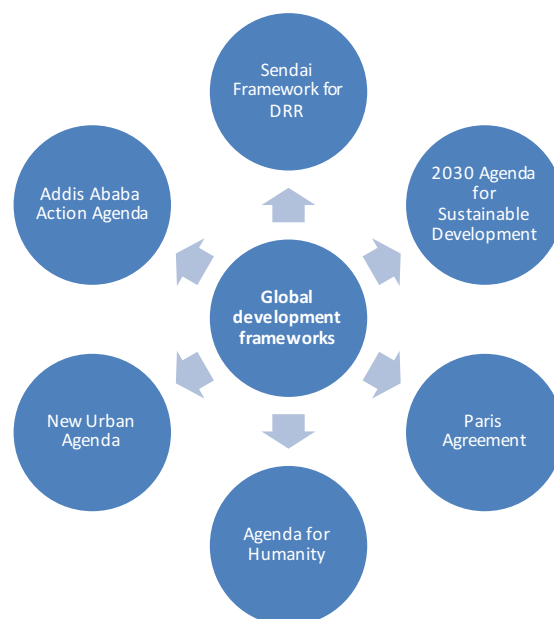 Sendai
Framework for
DRR
Addis Ababa
Action Agenda
2030 Agenda
for
Sustainable
Development
Global
development
frameworks
New Urban
Agenda
Paris
Agreement
Agenda for
Humanity